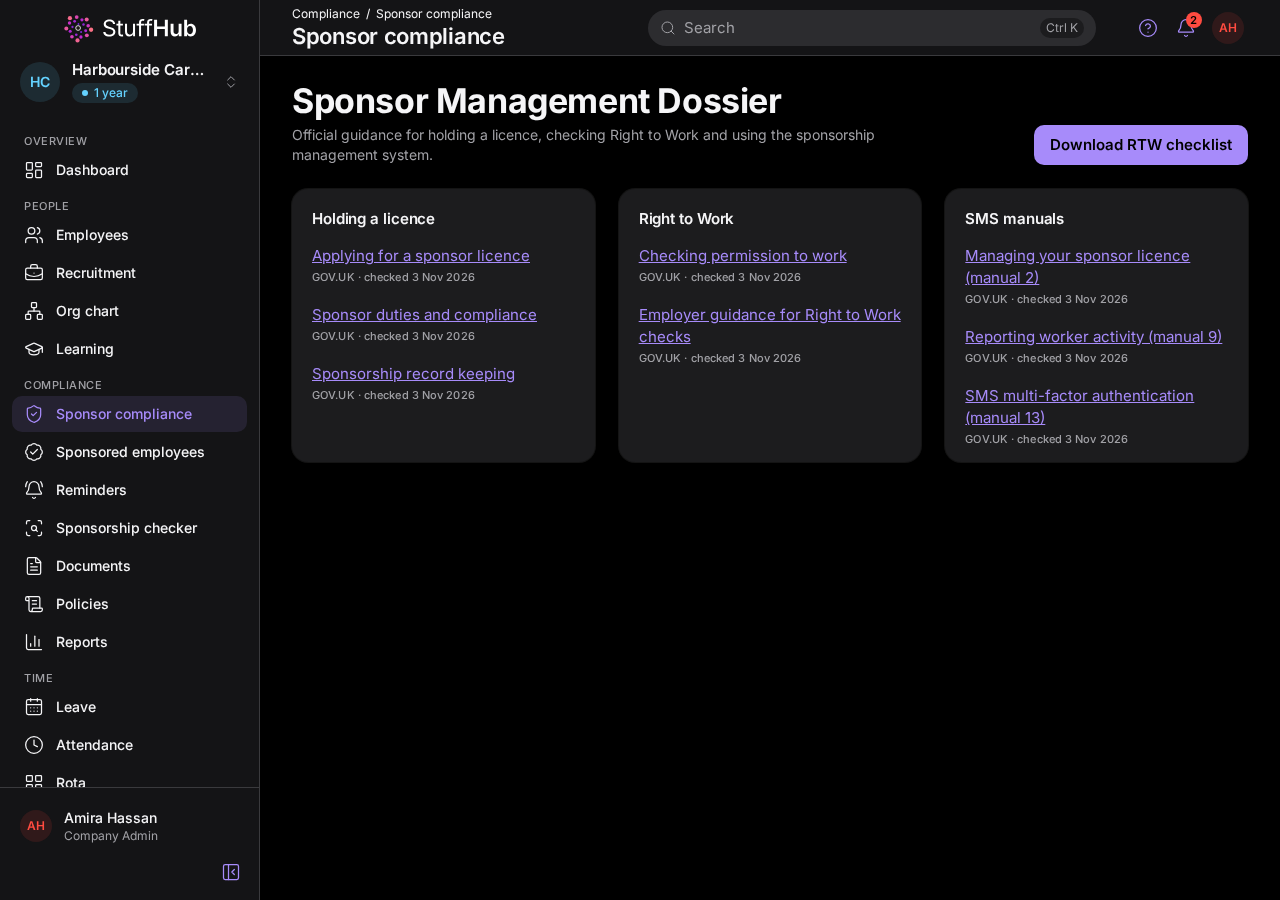 StuffHub
HC
Harbourside Car...
1 year
OVERVIEW
Dashboard
PEOPLE
Employees
Recruitment
Org chart
Learning
COMPLIANCE
Sponsor compliance
Sponsored employees
Reminders
Sponsorship checker
Documents
Policies
Reports
TIME
Leave
Attendance
Rota
AH
Amira Hassan
Company Admin
Compliance / Sponsor compliance
Sponsor compliance
Search
Ctrl K
2
AH
Sponsor Management Dossier
Official guidance for holding a licence, checking Right to Work and using the sponsorship
management system.
Download RTW checklist
Holding a licence
Applying for a sponsor licence
GOV.UK · checked 3 Nov 2026
Sponsor duties and compliance
GOV.UK · checked 3 Nov 2026
Sponsorship record keeping
GOV.UK · checked 3 Nov 2026
Right to Work
Checking permission to work
GOV.UK · checked 3 Nov 2026
Employer guidance for Right to Work
checks
GOV.UK · checked 3 Nov 2026
SMS manuals
Managing your sponsor licence
(manual 2)
GOV.UK · checked 3 Nov 2026
Reporting worker activity (manual 9)
GOV.UK · checked 3 Nov 2026
SMS multi-factor authentication
(manual 13)
GOV.UK · checked 3 Nov 2026